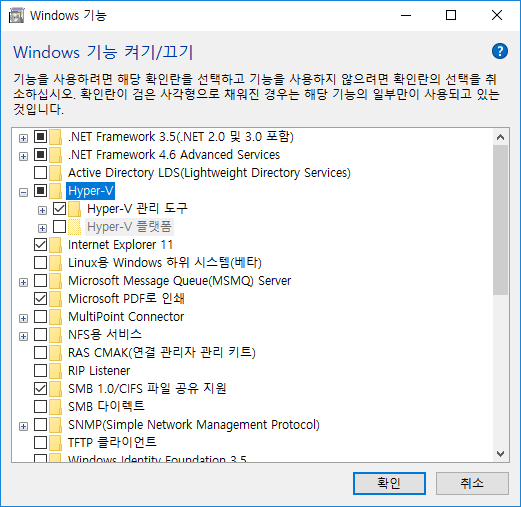 Windows 기능
Windows 기능 켜기/끄기
기능을 사용하려면 해당 확인란을 선택하고 기능을 사용하지 않으려면 확인란의 선택을 취
소하십시오. 확인란이 검은 사각형으로 채워진 경우는 해당 기능의 일부만이 사용되고 있는
것입니다.
.NET Framework 3.5(.NET 2.0 및 3.0 포함)
.NET Framework 4.6 Advanced Services
Active Directory LDS(Lightweight Directory Services)
Hyper-V
Hyper-V 관리 도구
Hyper-V 플랫폼
Internet Explorer 11
Linux용 Windows 하위 시스템(베타)
Microsoft Message Queue(MSMQ) Server
Microsoft PDF로 인쇄
MultiPoint Connector
NFS용 서비스
RAS CMAK(연결 관리자 관리 키트)
RIP Listener
SMB 1.0/CIFS 파일 공유 지원
SMB 다이렉트
SNMP(Simple Network Management Protocol)
TFTP 클라이언트
Windows Identity Foundation 3.5
확인 취소